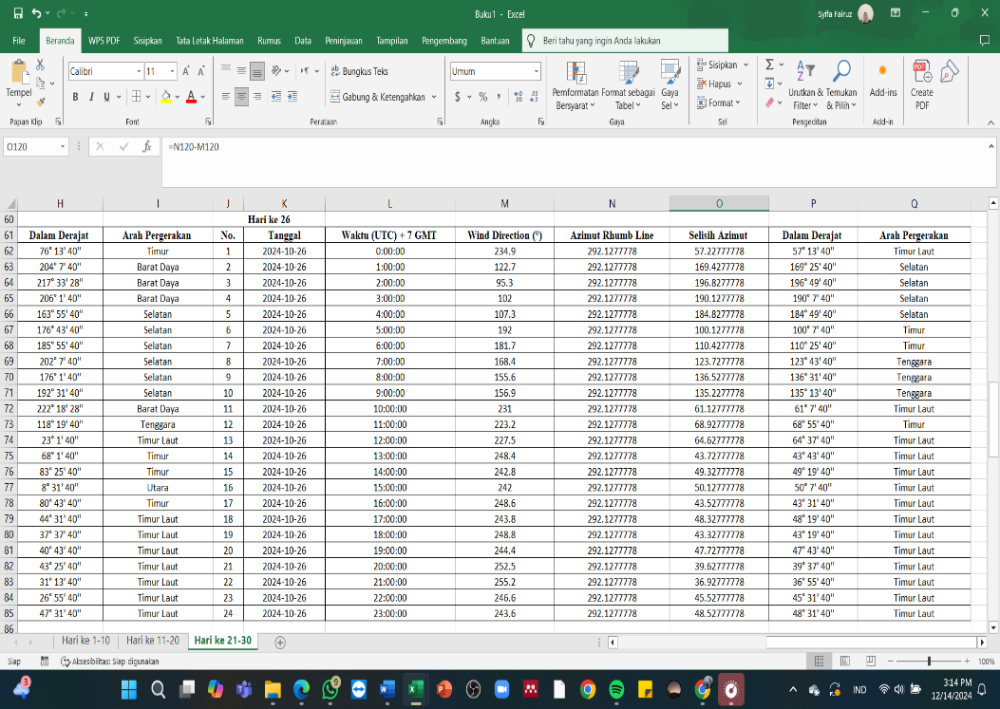 Buku1 - Excel
Syifa Fairuz
File Beranda WPS PDF Sisipkan Tata Letak Halaman Rumus Data Peninjauan Tampilan Pengembang Bantuan Beri tahu yang ingin Anda lakukan
Tempel
Papan Klip
Calibri 11
B I U
Font
Bungkus Teks
Gabung & Ketengahkan
Perataan
Umum
$ % ,
Angka
Pemformatan Bersyarat
Format sebagai Tabel
Gaya Sel
Gaya
Sisipkan
Hapus
Format
Sel
Urutkan & Filter
Temukan & Pilih
Pengeditan
Add-ins
Add-in
Create PDF
O120 fx =N120-M120
H I J K L M N O P Q
60 Hari ke 26
61 Dalam Derajat Arah Pergerakan No. Tanggal Waktu (UTC) + 7 GMT Wind Direction (°) Azimut Rhumb Line Selisih Azimut Dalam Derajat Arah Pergerakan
62 76° 13' 40" Timur 1 2024-10-26 0:00:00 234.9 292.1277778 57.22777778 57° 13' 40" Timur Laut
63 204° 7' 40" Barat Daya 2 2024-10-26 1:00:00 122.7 292.1277778 169.4277778 169° 25' 40" Selatan
64 217° 33' 28" Barat Daya 3 2024-10-26 2:00:00 95.3 292.1277778 196.8277778 196° 49' 40" Selatan
65 206° 1' 40" Barat Daya 4 2024-10-26 3:00:00 102 292.1277778 190.1277778 190° 7' 40" Selatan
66 163° 55' 40" Selatan 5 2024-10-26 4:00:00 107.3 292.1277778 184.8277778 184° 49' 40" Selatan
67 176° 43' 40" Selatan 6 2024-10-26 5:00:00 192 292.1277778 100.1277778 100° 7' 40" Timur
68 185° 55' 40" Selatan 7 2024-10-26 6:00:00 181.7 292.1277778 110.4277778 110° 25' 40" Timur
69 202° 7' 40" Selatan 8 2024-10-26 7:00:00 168.4 292.1277778 123.7277778 123° 43' 40" Tenggara
70 176° 1' 40" Selatan 9 2024-10-26 8:00:00 155.6 292.1277778 136.5277778 136° 31' 40" Tenggara
71 192° 31' 40" Selatan 10 2024-10-26 9:00:00 156.9 292.1277778 135.2277778 135° 13' 40" Tenggara
72 222° 18' 28" Barat Daya 11 2024-10-26 10:00:00 231 292.1277778 61.12777778 61° 7' 40" Timur Laut
73 118° 19' 40" Tenggara 12 2024-10-26 11:00:00 223.2 292.1277778 68.92777778 68° 55' 40" Timur
74 23° 1' 40" Timur Laut 13 2024-10-26 12:00:00 227.5 292.1277778 64.62777778 64° 37' 40" Timur Laut
75 68° 1' 40" Timur 14 2024-10-26 13:00:00 248.4 292.1277778 43.72777778 43° 43' 40" Timur Laut
76 83° 25' 40" Timur 15 2024-10-26 14:00:00 242.8 292.1277778 49.32777778 49° 19' 40" Timur Laut
77 8° 31' 40" Utara 16 2024-10-26 15:00:00 242 292.1277778 50.12777778 50° 7' 40" Timur Laut
78 80° 43' 40" Timur 17 2024-10-26 16:00:00 248.6 292.1277778 43.52777778 43° 31' 40" Timur Laut
79 44° 31' 40" Timur Laut 18 2024-10-26 17:00:00 243.8 292.1277778 48.32777778 48° 19' 40" Timur Laut
80 37° 37' 40" Timur Laut 19 2024-10-26 18:00:00 248.8 292.1277778 43.32777778 43° 19' 40" Timur Laut
81 40° 43' 40" Timur Laut 20 2024-10-26 19:00:00 244.4 292.1277778 47.72777778 47° 43' 40" Timur Laut
82 43° 25' 40" Timur Laut 21 2024-10-26 20:00:00 252.5 292.1277778 39.62777778 39° 37' 40" Timur Laut
83 31° 13' 40" Timur Laut 22 2024-10-26 21:00:00 255.2 292.1277778 36.92777778 36° 55' 40" Timur Laut
84 26° 55' 40" Timur Laut 23 2024-10-26 22:00:00 246.6 292.1277778 45.52777778 45° 31' 40" Timur Laut
85 47° 31' 40" Timur Laut 24 2024-10-26 23:00:00 243.6 292.1277778 48.52777778 48° 31' 40" Timur Laut
86
Hari ke 1-10 Hari ke 11-20 Hari ke 21-30
Siap Aksesibilitas: Siap digunakan 100%
3 9 IND 3:14 PM
12/14/2024